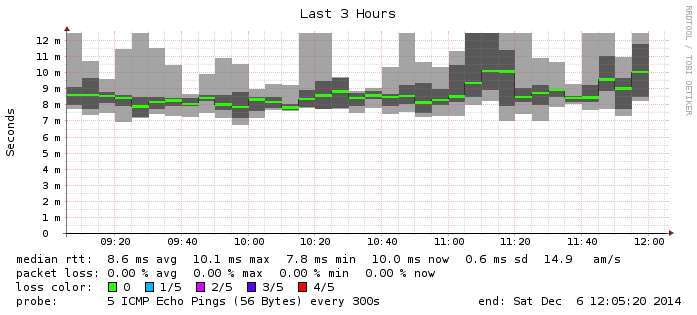 Last 3 Hours
RRDTOOL / TOBI OETIKER
Seconds
12 m
11 m
10 m
9 m
8 m
7 m
6 m
5 m
4 m
3 m
2 m
1 m
0
09:20 09:40 10:00 10:20 10:40 11:00 11:20 11:40 12:00
median rtt: 8.6 ms avg 10.1 ms max 7.8 ms min 10.0 ms now 0.6 ms sd 14.9 am/s
packet loss: 0.00 % avg 0.00 % max 0.00 % min 0.00 % now
loss color: 0 1/5 2/5 3/5 4/5
probe: 5 ICMP Echo Pings (56 Bytes) every 300s end: Sat Dec 6 12:05:20 2014